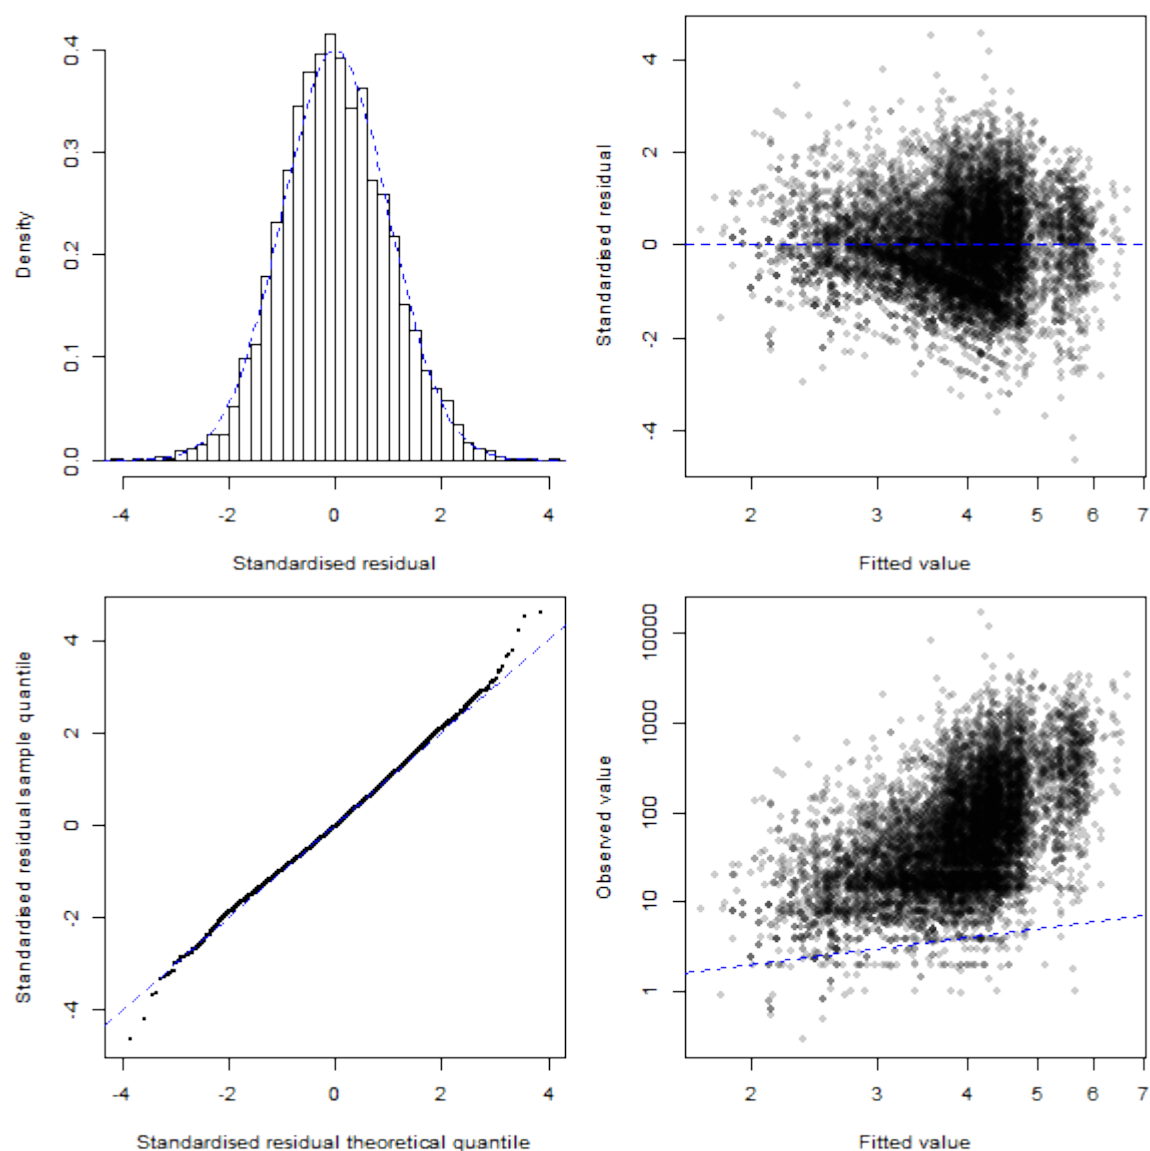 0.0
0.1
0.2
0.3
0.4
Density
-4 -2 0 2 4
Standardised residual
-4
-2
0
2
4
Standardised residual
2 3 4 5 6 7
Fitted value
-4
-2
0
2
4
Standardised residual sample quantile
-4 -2 0 2 4
Standardised residual theoretical quantile
1
10
100
1000
10000
Observed value
2 3 4 5 6 7
Fitted value